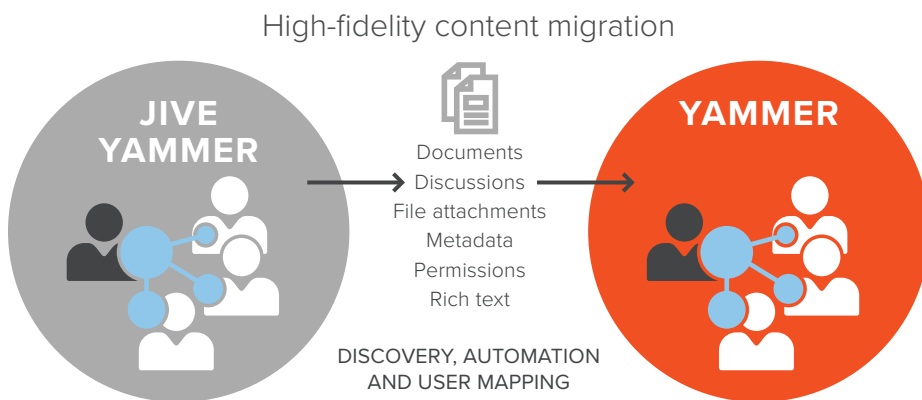 High-fidelity content migration
JIVE
YAMMER
Documents
Discussions
File attachments
Metadata
Permissions
Rich text
DISCOVERY, AUTOMATION
AND USER MAPPING
YAMMER